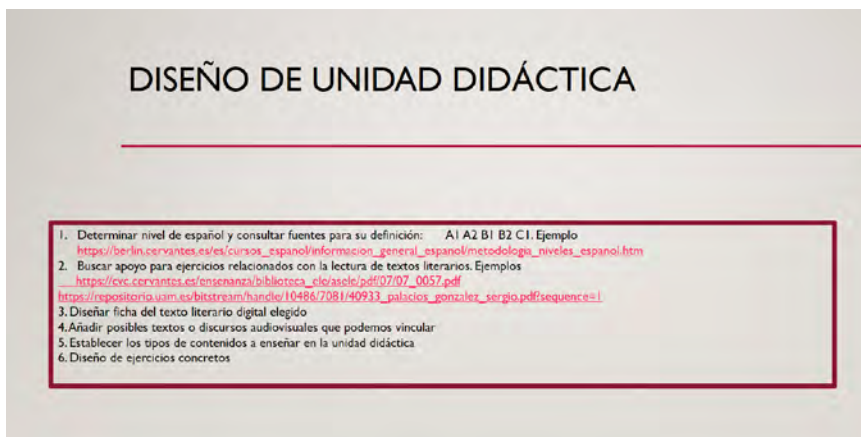 DISEÑO DE UNIDAD DIDÁCTICA
1. Determinar nivel de español y consultar fuentes para su definición: A1 A2 B1 B2 C1. Ejemplo
https://berlin.cervantes.es/es/cursos_espanol/informacion_general_espanol/metodologia_niveles_espanol.htm
2. Buscar apoyo para ejercicios relacionados con la lectura de textos literarios. Ejemplos
https://cvc.cervantes.es/ensenanza/biblioteca_ele/asele/pdf/07/07_0057.pdf
https://repositorio.uam.es/bitstream/handle/10486/7081/40933_palacios_gonzalez_sergio.pdf?sequence=1
3. Diseñar ficha del texto literario digital elegido
4. Añadir posibles textos o discursos audiovisuales que podemos vincular
5. Establecer los tipos de contenidos a enseñar en la unidad didáctica
6. Diseño de ejercicios concretos